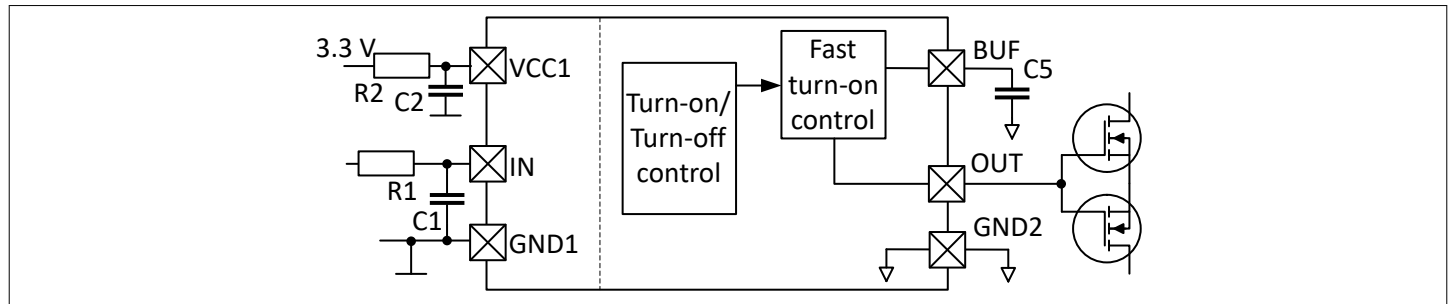 3.3 V
R2
C2
VCC1
R1
C1
IN
GND1
Turn-on/
Turn-off
control
Fast
turn-on
control
BUF
C5
OUT
GND2